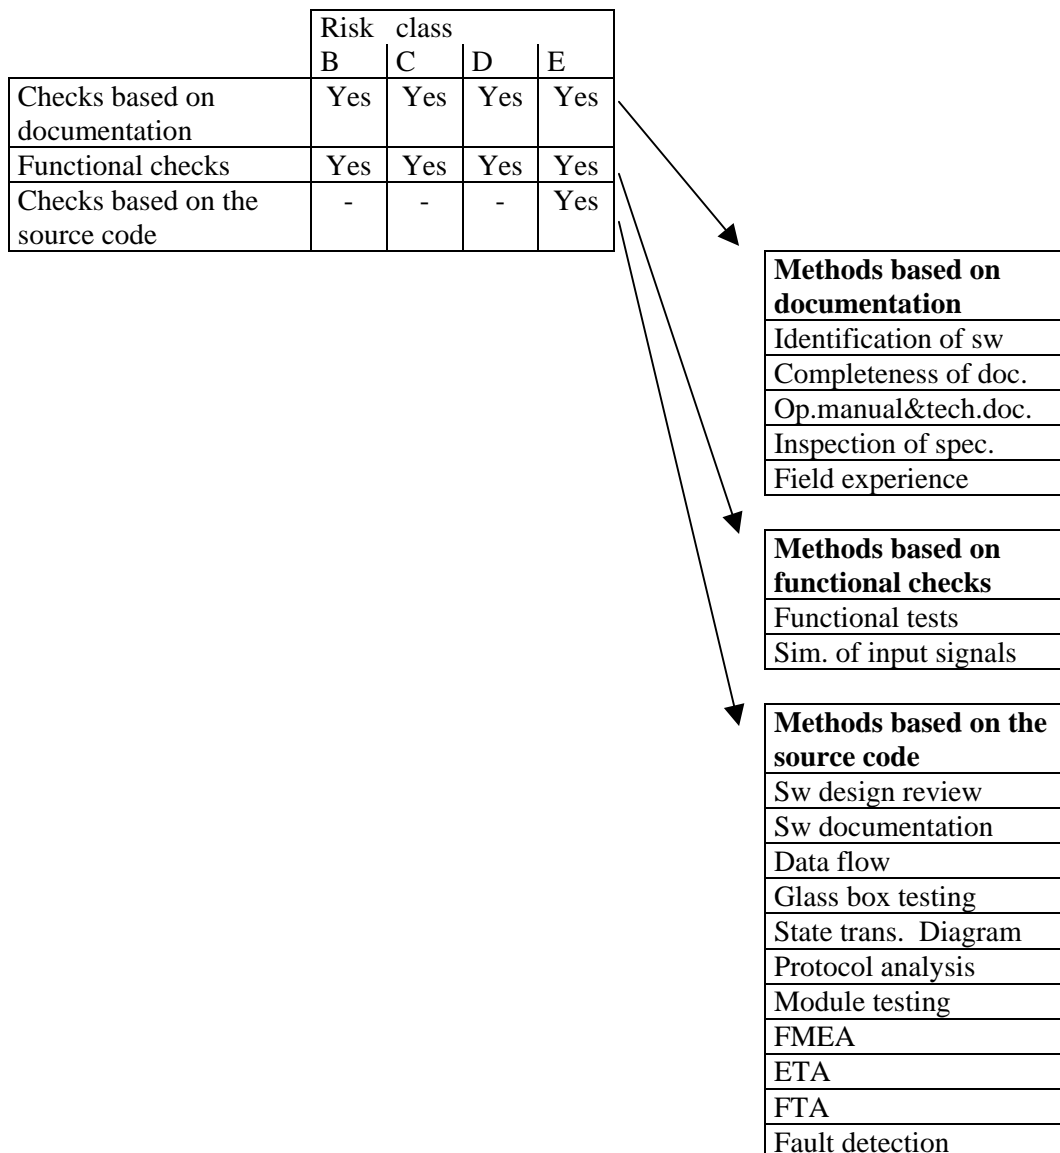 Risk class
B C D E
Checks based on Yes Yes Yes Yes
documentation
Functional checks Yes Yes Yes Yes
Checks based on the - - - Yes
source code
Methods based on
documentation
Identification of sw
Completeness of doc.
Op.manual&tech.doc.
Inspection of spec.
Field experience
Methods based on
functional checks
Functional tests
Sim. of input signals
Methods based on the
source code
Sw design review
Sw documentation
Data flow
Glass box testing
State trans. Diagram
Protocol analysis
Module testing
FMEA
ETA
FTA
Fault detection